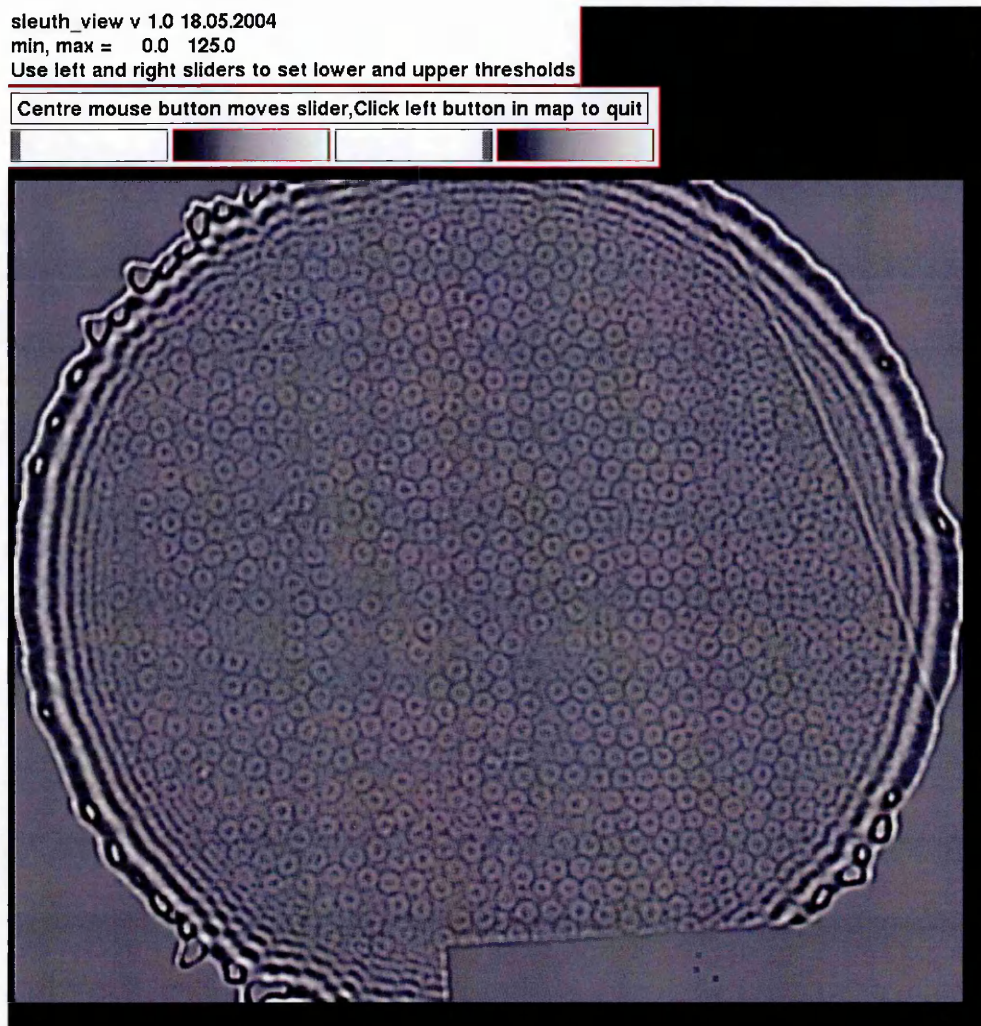 sleuth_view v 1.0 18.05.2004
min, max = 0.0 125.0
Use left and right sliders to set lower and upper thresholds
Centre mouse button moves slider,Click left button in map to quit